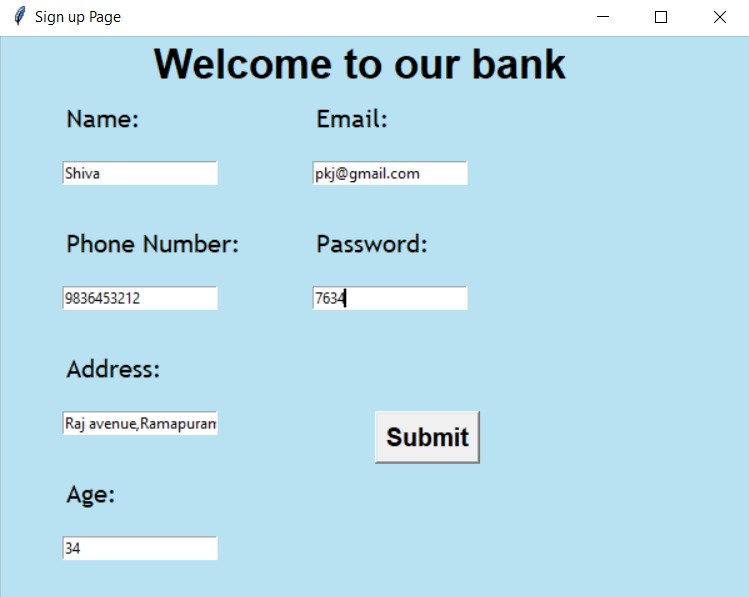 Sign up Page
Welcome to our bank
Name: Email:
Shiva pkj@gmail.com
Phone Number: Password:
9836453212 7634
Address:
Raj avenue,Ramapuram
Submit
Age:
34